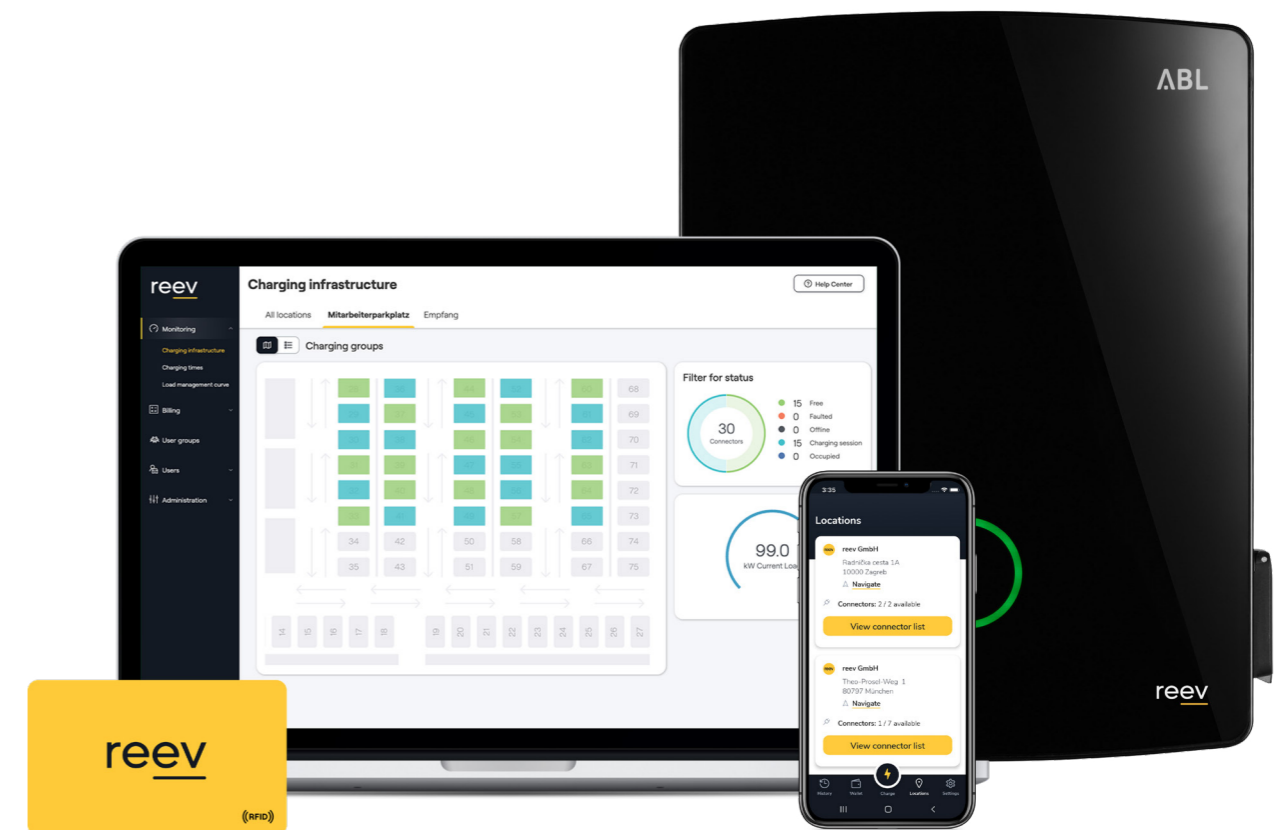 ABL
reev
Charging infrastructure
Help Center
All locations
Mitarbeiterparkplatz
Empfang
Monitoring
Charging infrastructure
Charging times
Load management curve
Billing
User groups
Users
Administration
Charging groups
68
69
70
71
72
73
34 42 50 58 66 74
35 43 51 59 67 75
14 15 16 17 18 19 20 21 22 23 24 25 26 27
Filter for status
30
Connectors
15 Free
0 Faulted
0 Offline
15 Charging session
0 Occupied
99.0
kW Current
3:35
Locations
reev GmbH
Radnička cesta 1A
10000 Zagreb
Navigate
Connectors: 2 / 2 available
View connector list
reev GmbH
Theo-Prosel-Weg 1
80797 München
Navigate
Connectors: 1 / 7 available
View connector list
History Wallet Charge Locations Settings
reev
reev
((RFID))